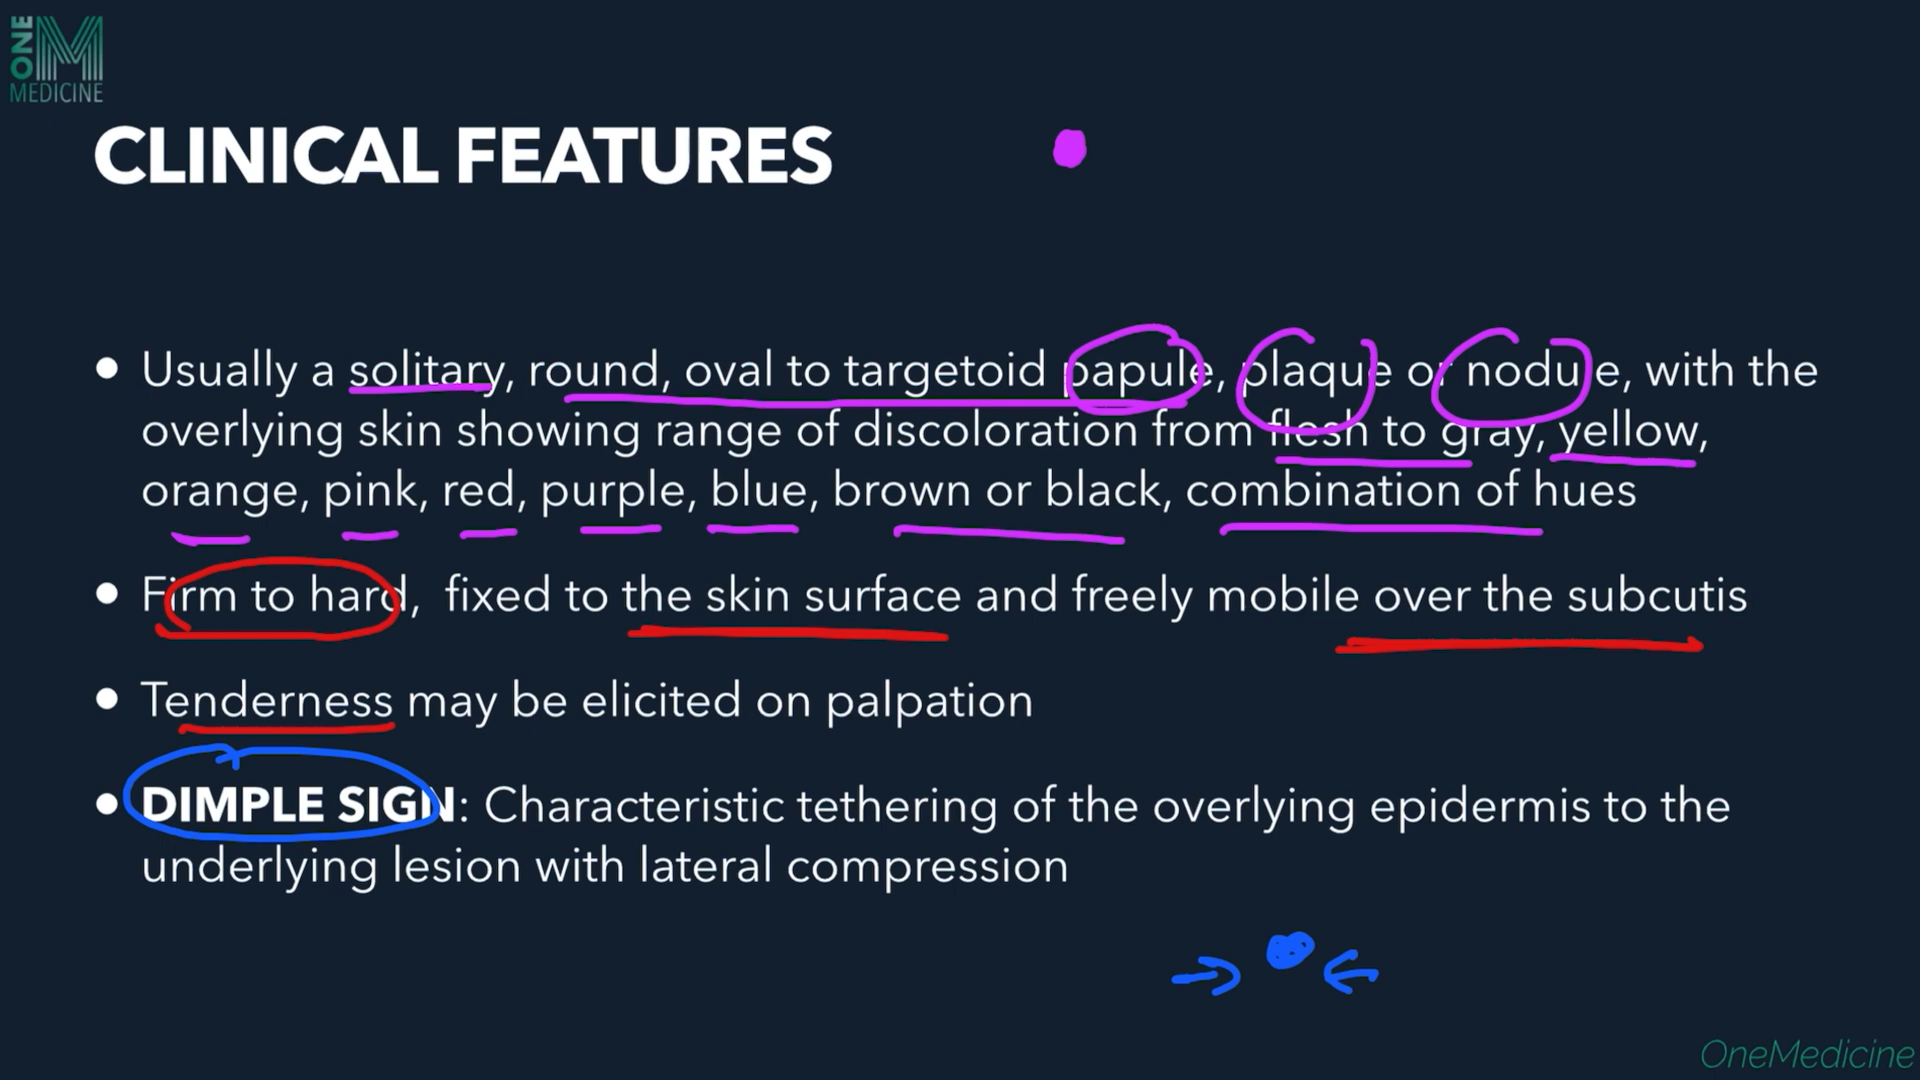 ONE
M
MEDICINE
CLINICAL FEATURES
• Usually a solitary, round, oval to targetoid papule, plaque or nodule, with the
overlying skin showing range of discoloration from flesh to gray, yellow,
orange, pink, red, purple, blue, brown or black, combination of hues
• Firm to hard, fixed to the skin surface and freely mobile over the subcutis
• Tenderness may be elicited on palpation
• DIMPLE SIGN: Characteristic tethering of the overlying epidermis to the
underlying lesion with lateral compression
OneMedicine